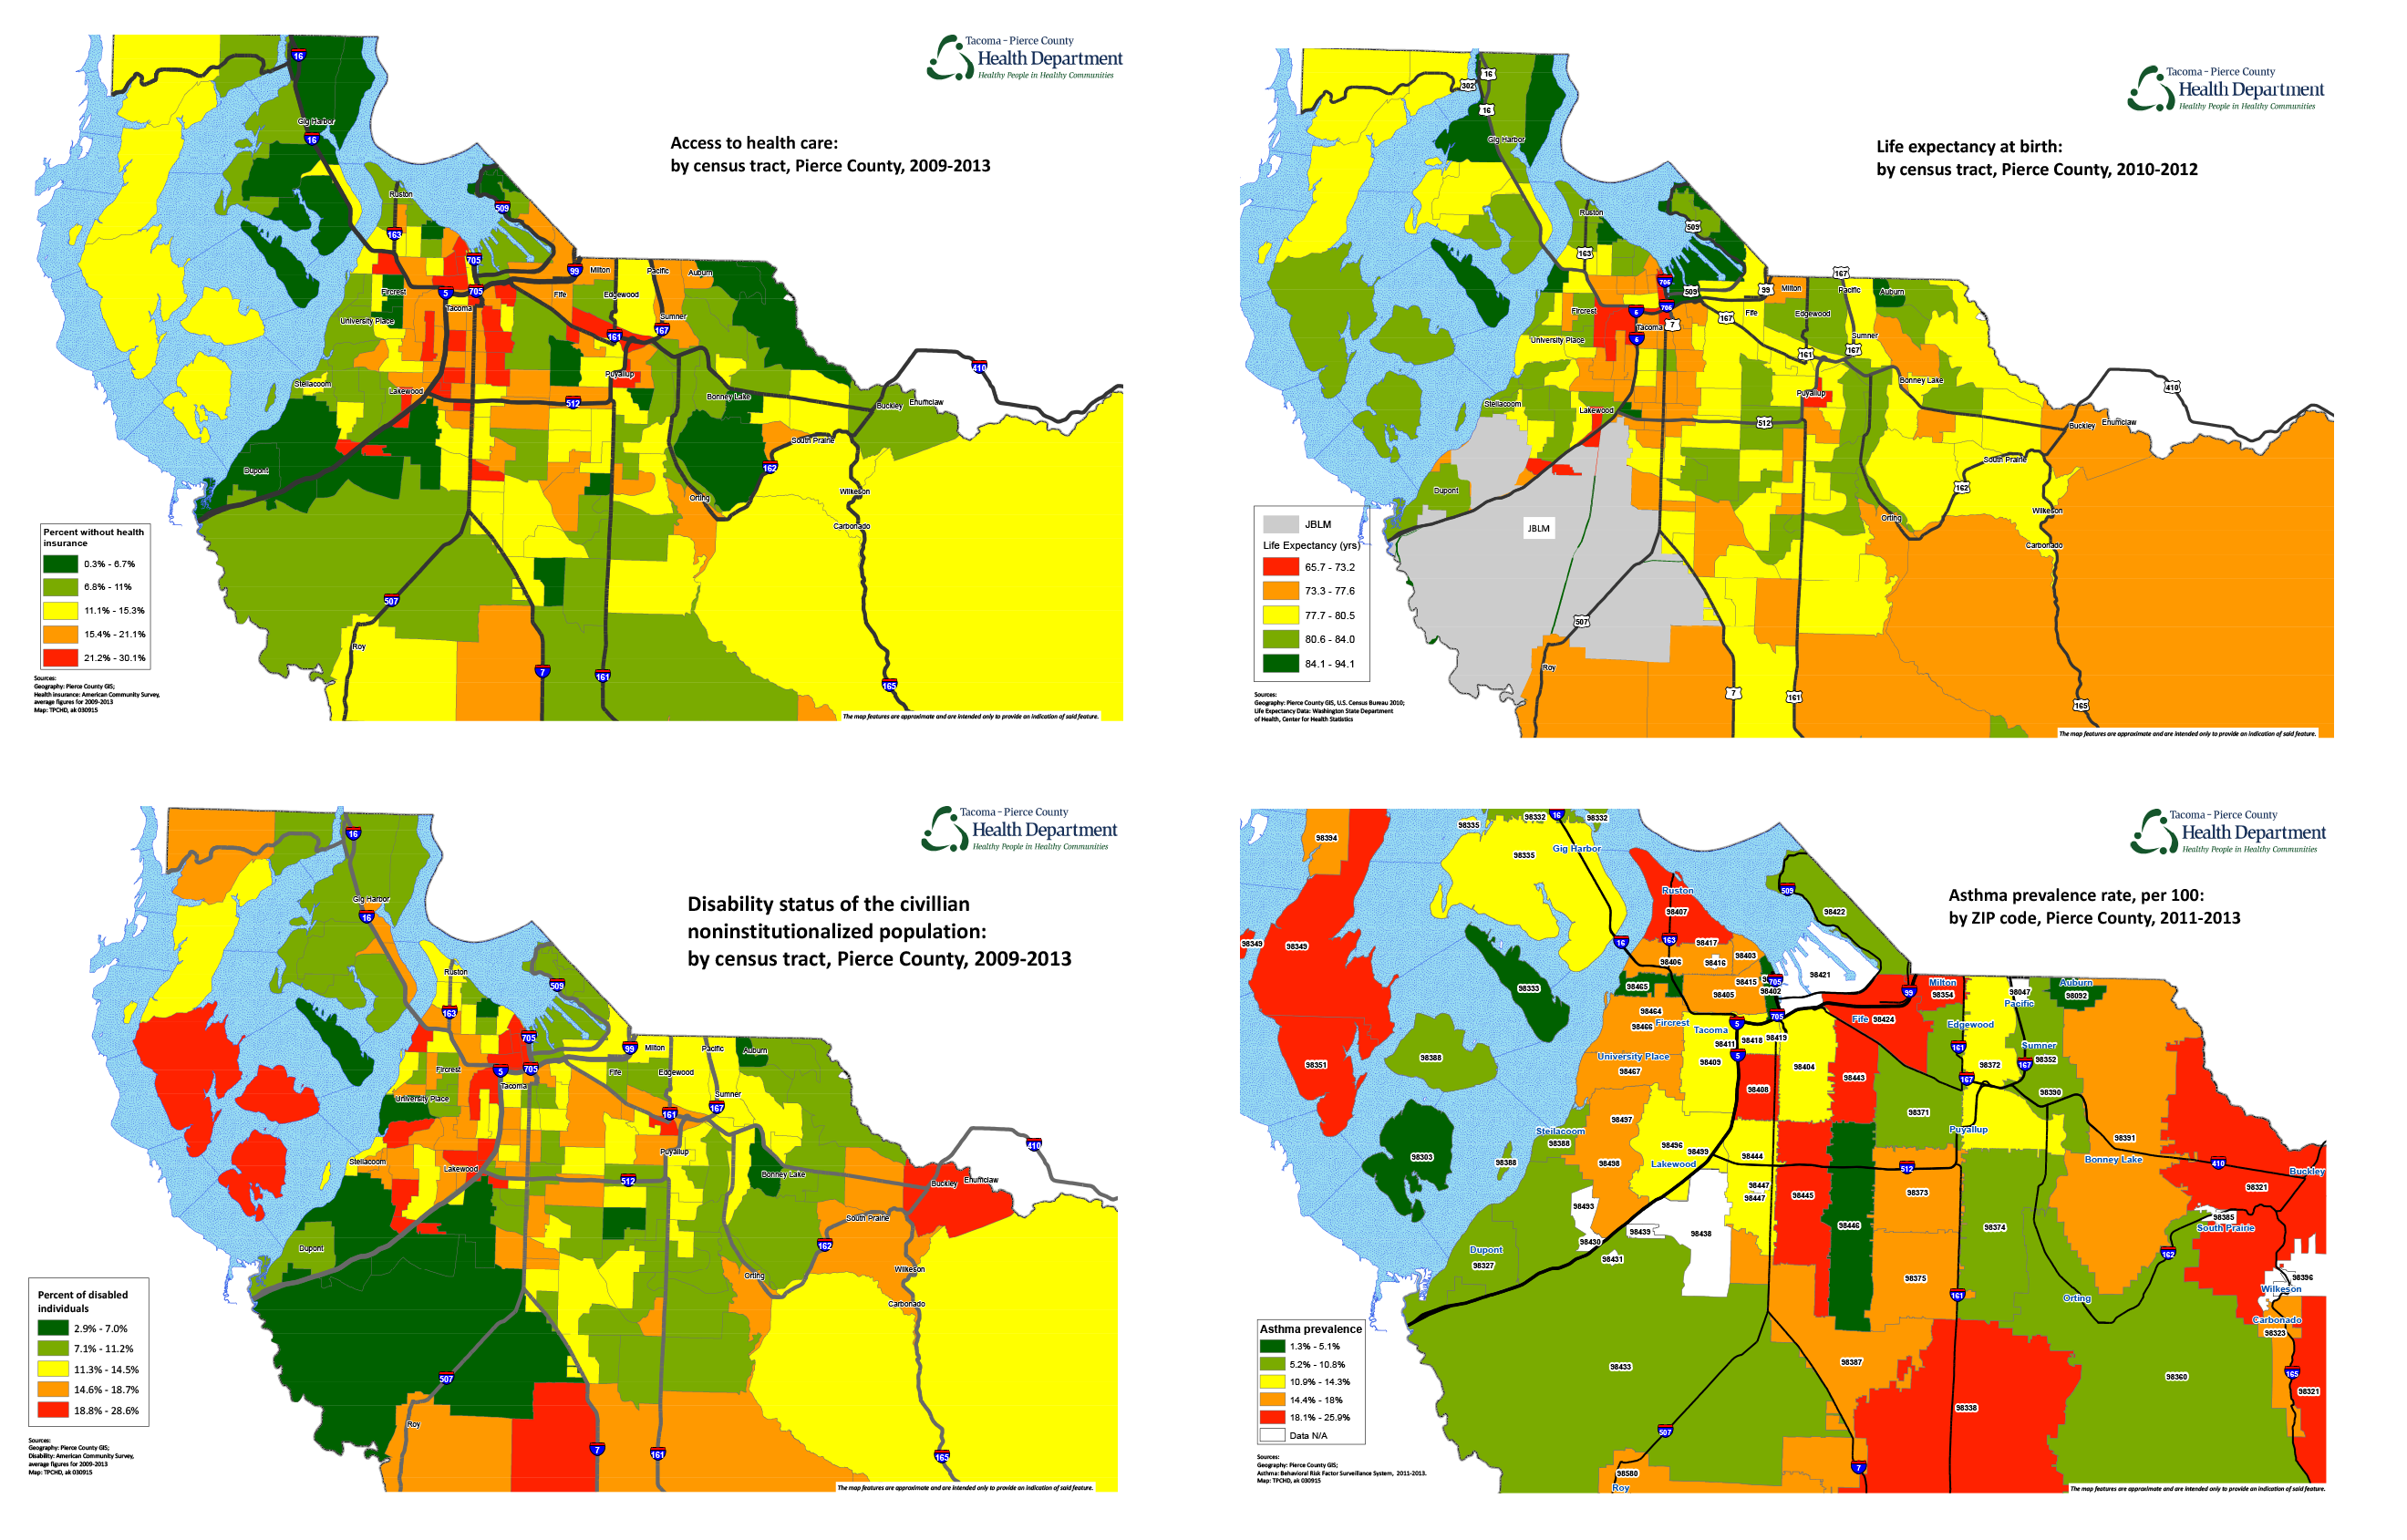 Tacoma - Pierce County
Health Department
Healthy People in Healthy Communities
Access to health care:
by census tract, Pierce County, 2009-2013
16
Gig Harbor
16
Ruston
509
163
705
99
Milton
Pacific
Auburn
5
705
Fircrest
Tacoma
Fife
Edgewood
University Place
Sumner
161
167
410
Puyallup
Steilacoom
Lakewood
512
Bonney Lake
Buckley
Enumclaw
South Prairie
162
Dupont
Orting
Wilkeson
Carbonado
507
Roy
7
161
165
Percent without health
insurance
0.3% - 6.7%
6.8% - 11%
11.1% - 15.3%
15.4% - 21.1%
21.2% - 30.1%
Sources:
Geography: Pierce County GIS;
Health insurance: American Community Survey,
average figures for 2009-2013
Map: TPCHD, ak 030915
The map features are approximate and are intended only to provide an indication of said feature.
Tacoma - Pierce County
Health Department
Healthy People in Healthy Communities
Life expectancy at birth:
by census tract, Pierce County, 2010-2012
16
302
16
Gig Harbor
Ruston
509
163
167
705
509
99
Milton
Pacific
Auburn
Fircrest
5
705
Tacoma
7
167
Fife
Edgewood
Sumner
University Place
5
161
167
410
Puyallup
Bonney Lake
Steilacoom
Lakewood
512
Buckley
Enumclaw
South Prairie
162
Dupont
Orting
Wilkeson
JBLM
Carbonado
507
Roy
7
161
165
JBLM
Life Expectancy (yrs)
65.7 - 73.2
73.3 - 77.6
77.7 - 80.5
80.6 - 84.0
84.1 - 94.1
Sources:
Geography: Pierce County GIS, U.S. Census Bureau 2010;
Life Expectancy Data: Washington State Department
of Health, Center for Health Statistics
The map features are approximate and are intended only to provide an indication of said feature.
Tacoma - Pierce County
Health Department
Healthy People in Healthy Communities
Disability status of the civillian
noninstitutionalized population:
by census tract, Pierce County, 2009-2013
16
Gig Harbor
16
Ruston
509
163
705
99
Milton
Pacific
Auburn
Fircrest
5
705
Tacoma
Fife
Edgewood
University Place
Sumner
161
167
410
Puyallup
Steilacoom
Lakewood
512
Bonney Lake
Buckley
Enumclaw
South Prairie
162
Dupont
Orting
Wilkeson
Carbonado
507
Roy
7
161
165
Percent of disabled
individuals
2.9% - 7.0%
7.1% - 11.2%
11.3% - 14.5%
14.6% - 18.7%
18.8% - 28.6%
Sources:
Geography: Pierce County GIS;
Disability: American Community Survey,
average figures for 2009-2013
Map: TPCHD, ak 030915
The map features are approximate and are intended only to provide an indication of said feature.
Tacoma - Pierce County
Health Department
Healthy People in Healthy Communities
Asthma prevalence rate, per 100:
by ZIP code, Pierce County, 2011-2013
98394
98335
98332
16
98332
Gig Harbor
98335
Ruston
509
98407
98422
98349
98349
16
163
98417
98406
98416
98403
98421
98333
98465
98415
705
98402
98405
99
Milton
98354
98047
Pacific
Auburn
98092
98464
98466
Fircrest
Tacoma
5
705
Fife
98424
Edgewood
98388
University Place
98467
98411
98418
98419
98409
5
98404
161
Sumner
98352
167
98351
98408
98443
167
98372
98390
98497
98371
Steilacoom
98388
Puyallup
98391
98303
98496
98499
Lakewood
98444
98388
98498
512
Bonney Lake
410
Buckley
98447
98447
98445
98373
98321
98493
98446
98374
98385
South Prairie
98430
98439
98438
98431
162
Dupont
98327
98375
161
Orting
98396
Wilkeson
Carbonado
98323
98433
98387
98360
165
98321
98338
507
7
98580
Roy
Asthma prevalence
1.3% - 5.1%
5.2% - 10.8%
10.9% - 14.3%
14.4% - 18%
18.1% - 25.9%
Data N/A
Sources:
Geography: Pierce County GIS;
Asthma: Behavioral Risk Factor Surveillance System, 2011-2013.
Map: TPCHD, ak 030915
The map features are approximate and are intended only to provide an indication of said feature.